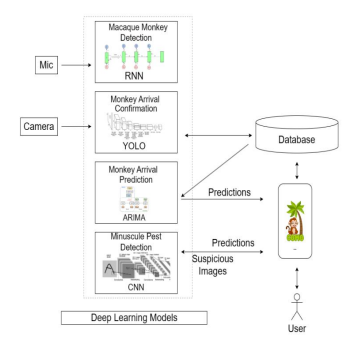 Macaque Monkey
Detection
RNN
Mic
Monkey Arrival
Confirmation
YOLO
Camera
Database
Monkey Arrival
Prediction
ARIMA
Predictions
Minuscule Pest
Detection
A
CNN
Predictions
Suspicious
Images
User
Deep Learning Models